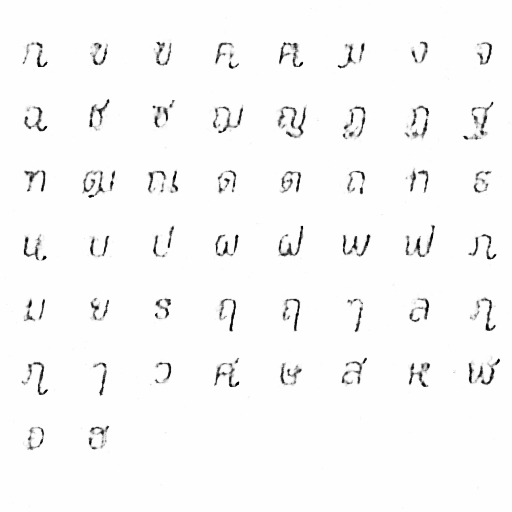 ก ข ฃ ค ฅ ฆ ง จ
ฉ ช ซ ฌ ญ ฎ ฏ ฐ
ฑ ฒ ณ ด ต ถ ท ธ
น บ ป ผ ฝ พ ฟ ภ
ม ย ร ฤ ฤ ๅ ล ฦ
ฦ ๅ ว ศ ษ ส ห ฬ
อ ฮ